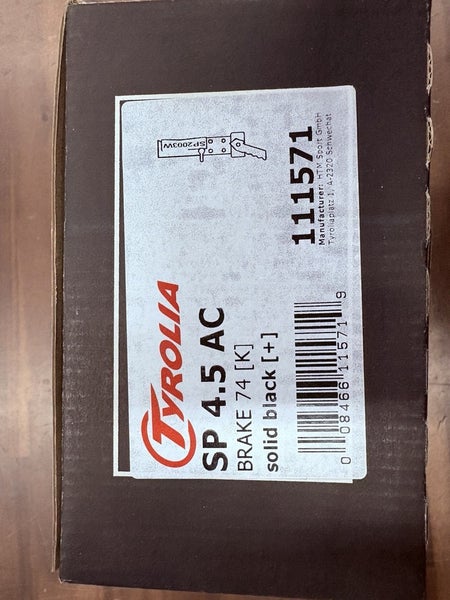 TYROLIA
SP 4.5 AC
BRAKE 74 [K]
solid black [+]
SP2003W
111571
Manufacturer: HTM Sport GmbH
Tyroliaplatz 1, A-2320 Schwechat
0 08466 11571 9